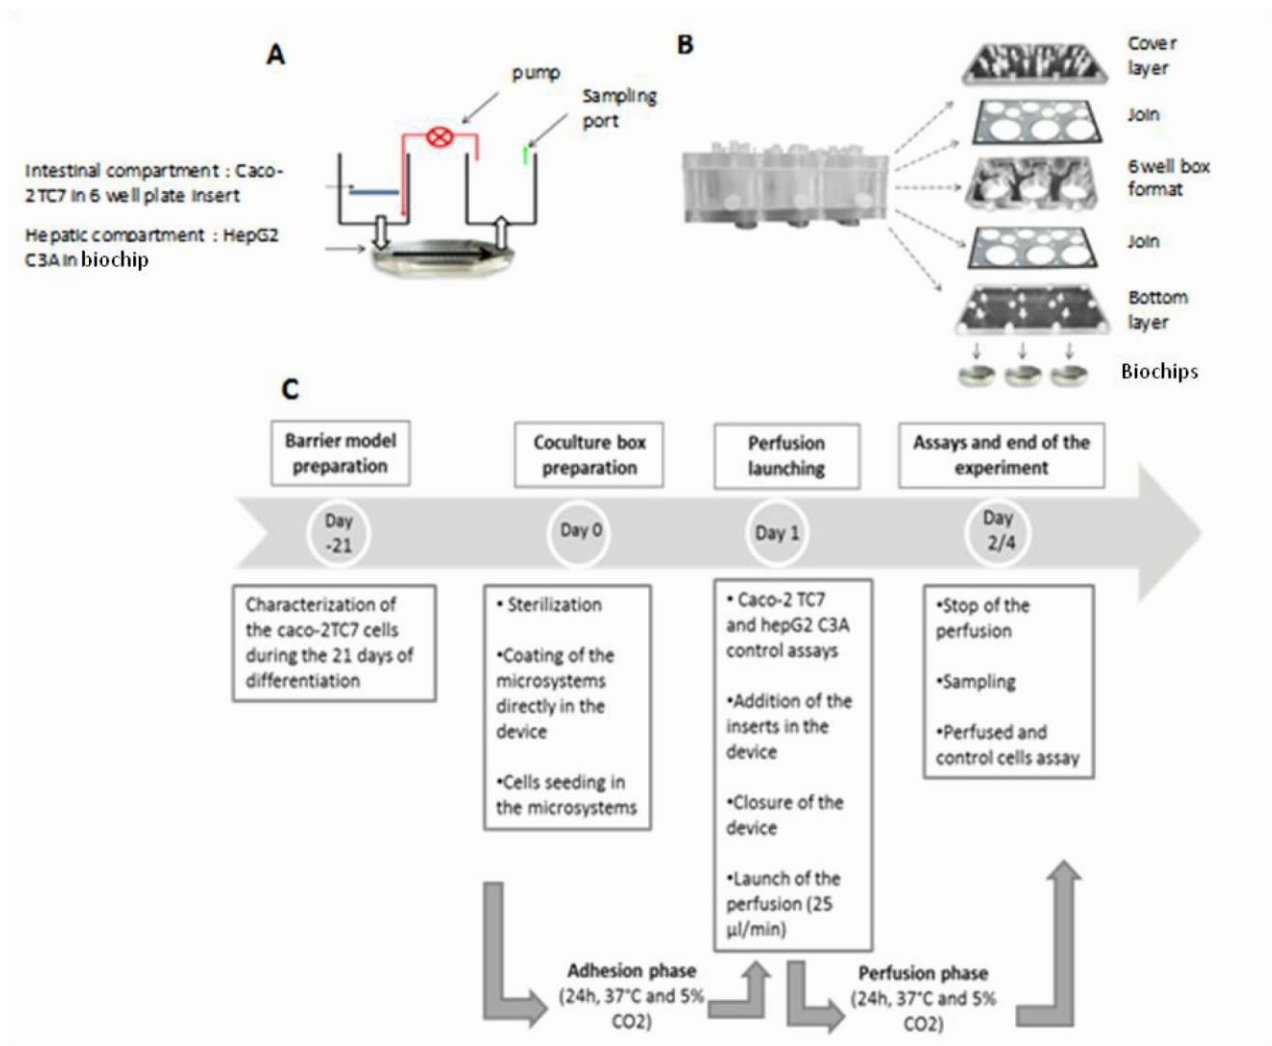 A
pump
Sampling
port
Intestinal compartment : Caco-
2TC7 in 6 well plate insert
Hepatic compartment : HepG2
C3A in biochip
B
Cover
layer
Join
6 well box
format
Join
Bottom
layer
Biochips
C
Barrier model
preparation
Coculture box
preparation
Perfusion
launching
Assays and end of the
experiment
Day
-21
Day 0
Day 1
Day
2/4
Characterization of
the caco-2TC7 cells
during the 21 days of
differentiation
• Sterilization
•Coating of the
microsystems
directly in the
device
•Cells seeding in
the microsystems
• Caco-2 TC7
and hepG2 C3A
control assays
•Addition of the
inserts in the
device
•Closure of the
device
•Launch of the
perfusion (25
µl/min)
•Stop of the
perfusion
•Sampling
•Perfused and
control cells assay
Adhesion phase
(24h, 37°C and 5%
CO2)
Perfusion phase
(24h, 37°C and 5%
CO2)